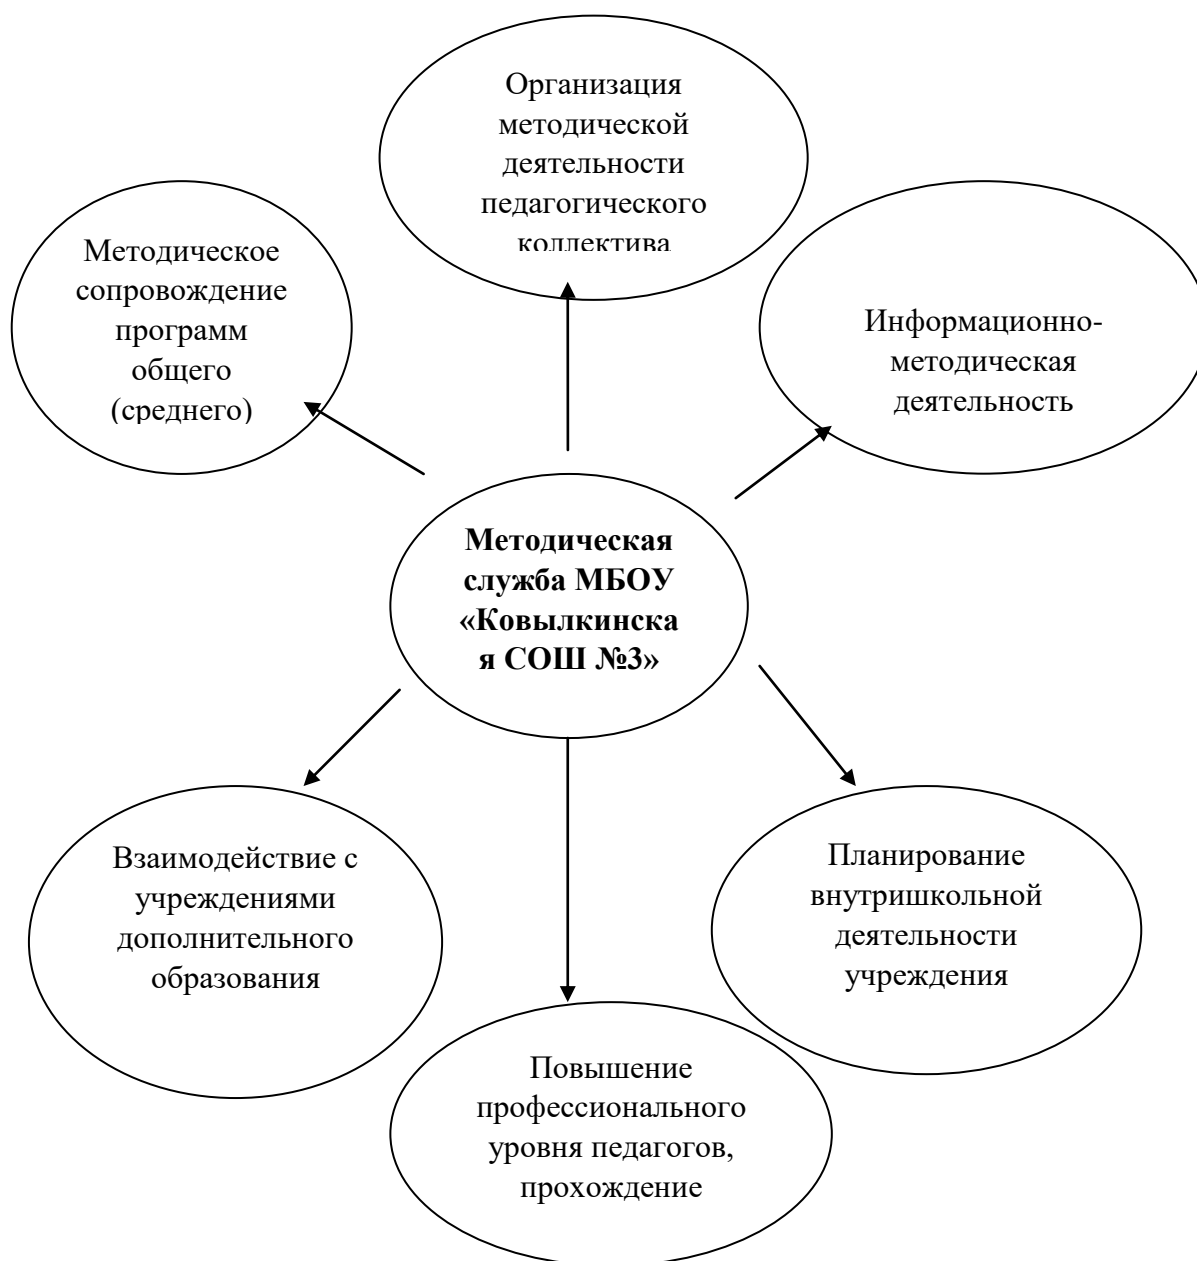 Организация
методической
деятельности
педагогического
коллектива
Методическое
сопровождение
программ
общего
(среднего)
Информационно-
методическая
деятельность
Методическая
служба МБОУ
«Ковылкинска
я СОШ №3»
Взаимодействие с
учреждениями
дополнительного
образования
Планирование
внутришкольной
деятельности
учреждения
Повышение
профессионального
уровня педагогов,
прохождение